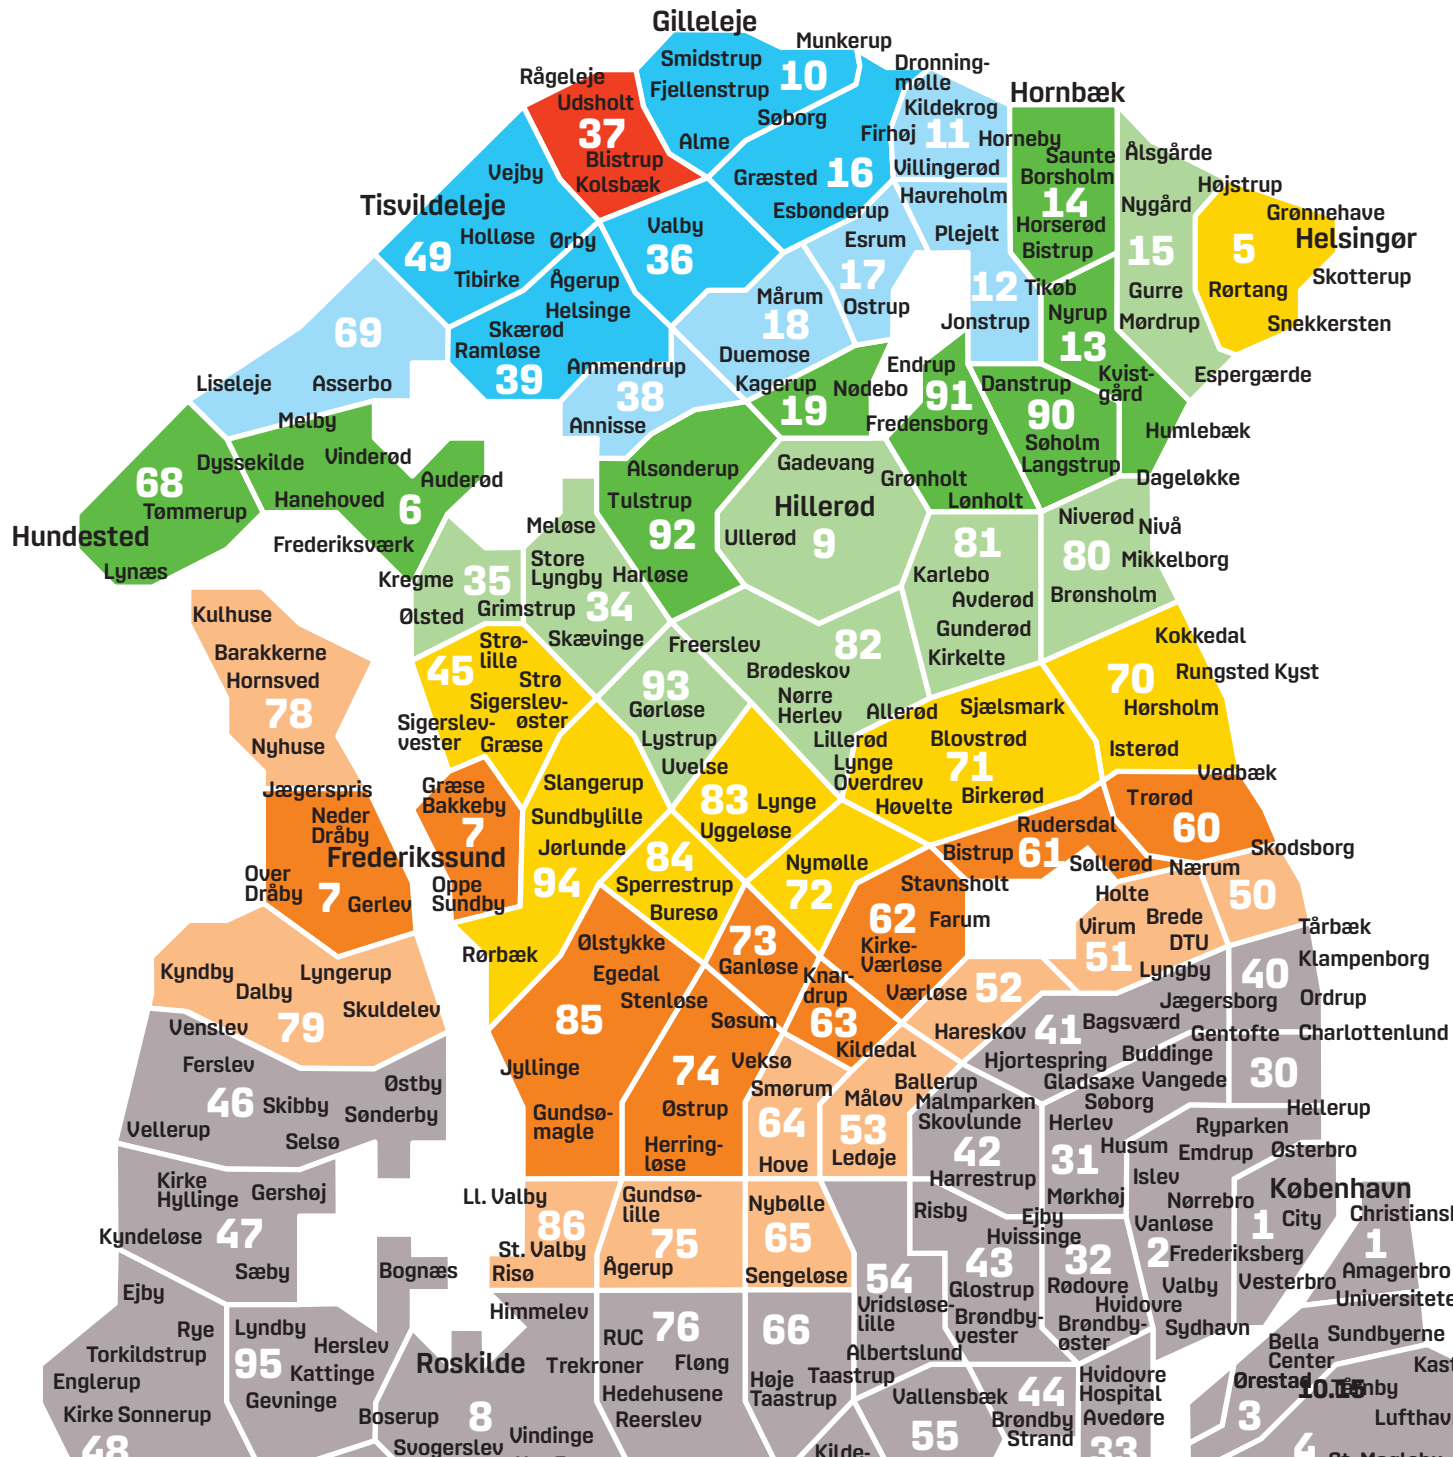 Gilleleje
Munkerup
Smidstrup
10
Dronning-
mølle
Rågeleje
Fjellenstrup
Hornbæk
Udsholt
Kildekrog
37
Søborg
Alme
Firhøj
11
Horneby
Blistrup
Saunte
Ålsgårde
Vejby
Kolsbæk
Græsted
16
Villingerød
Borsholm
Højstrup
Tisvildeleje
Esbønderup
Havreholm
14
Nygård
Grønnehave
Holløse
Ørby
Valby
Esrum
Plejelt
Horserød
Helsingør
49
36
Bistrup
15
5
Tibirke
Ågerup
17
12
Tikøb
Gurre
Rørtang
Skotterup
Helsinge
Mårum
Ostrup
Nyrup
69
Skærød
18
Jonstrup
Mørdrup
Snekkersten
Ramløse
Duemose
13
39
Ammendrup
Endrup
Liseleje
Asserbo
38
Kagerup
Nødebo
91
Danstrup
Kvist-
gård
Espergærde
Melby
Annisse
19
Fredensborg
90
Søholm
Humlebæk
Dyssekilde
Vinderød
Alsønderup
Gadevang
Langstrup
68
Auderød
Grønholt
Dageløkke
Tømmerup
Hanehoved
6
Tulstrup
Hillerød
Lønholt
Hundested
Meløse
92
Ullerød
9
Niverød
Nivå
Lynæs
Frederiksværk
Store
Lyngby
81
80
Mikkelborg
Kregme
35
Harløse
Karlebo
Kulhuse
Ølsted
Grimstrup
34
Avderød
Brønsholm
Skævinge
Gunderød
Barakkerne
Strø-
lille
Freerslev
82
Kirkelte
Kokkedal
Hornsved
45
Strø
Brødeskov
70
Rungsted Kyst
78
Sigerslev-
øster
93
Nørre
Herlev
Allerød
Sjælsmark
Hørsholm
Sigerslev-
vester
Gørløse
Nyhuse
Græse
Lystrup
Lillerød
Blovstrød
Isterød
Uvelse
Lynge
Overdrev
71
Vedbæk
Jægerspris
Græse
Bakkeby
Slangerup
83
Lynge
Høvelte
Birkerød
Trørød
Neder
Dråby
7
Sundbylille
Uggeløse
Rudersdal
60
Frederikssund
Jørlunde
84
Nymølle
Bistrup
61
Søllerød
Skodsborg
Over
Dråby
7
Gerlev
Oppe
Sundby
94
Sperrestrup
72
Stavnsholt
Nærum
Buresø
Holte
50
62
Farum
Virum
Brede
Tårbæk
Rørbæk
Ølstykke
73
Kirke-
Værløse
DTU
Kyndby
Lyngerup
Egedal
Ganløse
51
Lyngby
40
Klampenborg
Dalby
Stenløse
Knar-
drup
Værløse
52
Jægersborg
Ordrup
Skuldelev
85
Søsum
63
Venslev
79
Hareskov
41
Bagsværd
Gentofte
Charlottenlund
Ferslev
Jyllinge
74
Veksø
Kildedal
Hjortespring
Buddinge
30
Østby
Smørum
Ballerup
Gladsaxe
Vangede
46
Skibby
Sønderby
Gundsø-
magle
Østrup
Måløv
Malmparken
Søborg
Hellerup
Vellerup
64
53
Skovlunde
Herlev
Ryparken
Selsø
Herring-
løse
Hove
Ledøje
42
31
Husum
Emdrup
Østerbro
Kirke
Hyllinge
Gershøj
Harrestrup
Islev
Ll. Valby
Gundsø-
lille
Nybølle
Mørkhøj
Nørrebro
København
Kyndeløse
47
86
Risby
Ejby
Vanløse
1
City
St. Valby
75
65
Hvissinge
2
Frederiksberg
1
Sæby
Bognæs
Risø
Ågerup
Sengeløse
54
43
32
Amagerbro
Glostrup
Rødovre
Valby
Vesterbro
Ejby
Himmelev
Vridsløse-
lille
Hvidovre
Rye
Lyndby
RUC
76
66
Brøndby-
vester
Brøndby-
øster
Sydhavn
Sundbyerne
Torkildstrup
95
Herslev
Roskilde
Trekroner
Fløng
Albertslund
Bella
Center
Englerup
Kattinge
Høje
Taastrup
Taastrup
Hvidovre
Hospital
Ørestad
10.15
Gevninge
Hedehusene
Vallensbæk
44
Kirke Sonnerup
Boserup
8
Reerslev
Brøndby
Strand
Avedøre
3
48
Svogerslev
Vindinge
55
33
4
Kilde-